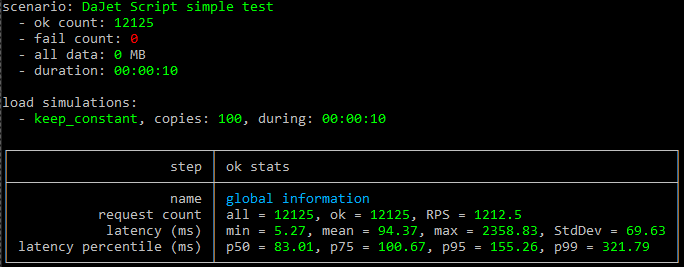 scenario: DaJet Script simple test
- ok count: 12125
- fail count: 0
- all data: 0 MB
- duration: 00:00:10
load simulations:
- keep_constant, copies: 100, during: 00:00:10
step ok stats
name global information
request count all = 12125, ok = 12125, RPS = 1212.5
latency (ms) min = 5.27, mean = 94.37, max = 2358.83, StdDev = 69.63
latency percentile (ms) p50 = 83.01, p75 = 100.67, p95 = 155.26, p99 = 321.79